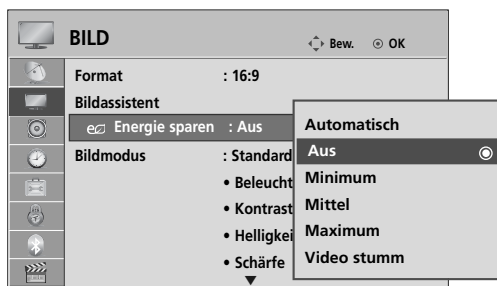 BILD
Bew. OK
Format : 16:9
Bildassistent
Energie sparen : Aus
Bildmodus : Standard
• Beleucht
• Kontrast
• Helligkei
• Schärfe
Automatisch
Aus
Minimum
Mittel
Maximum
Video stumm